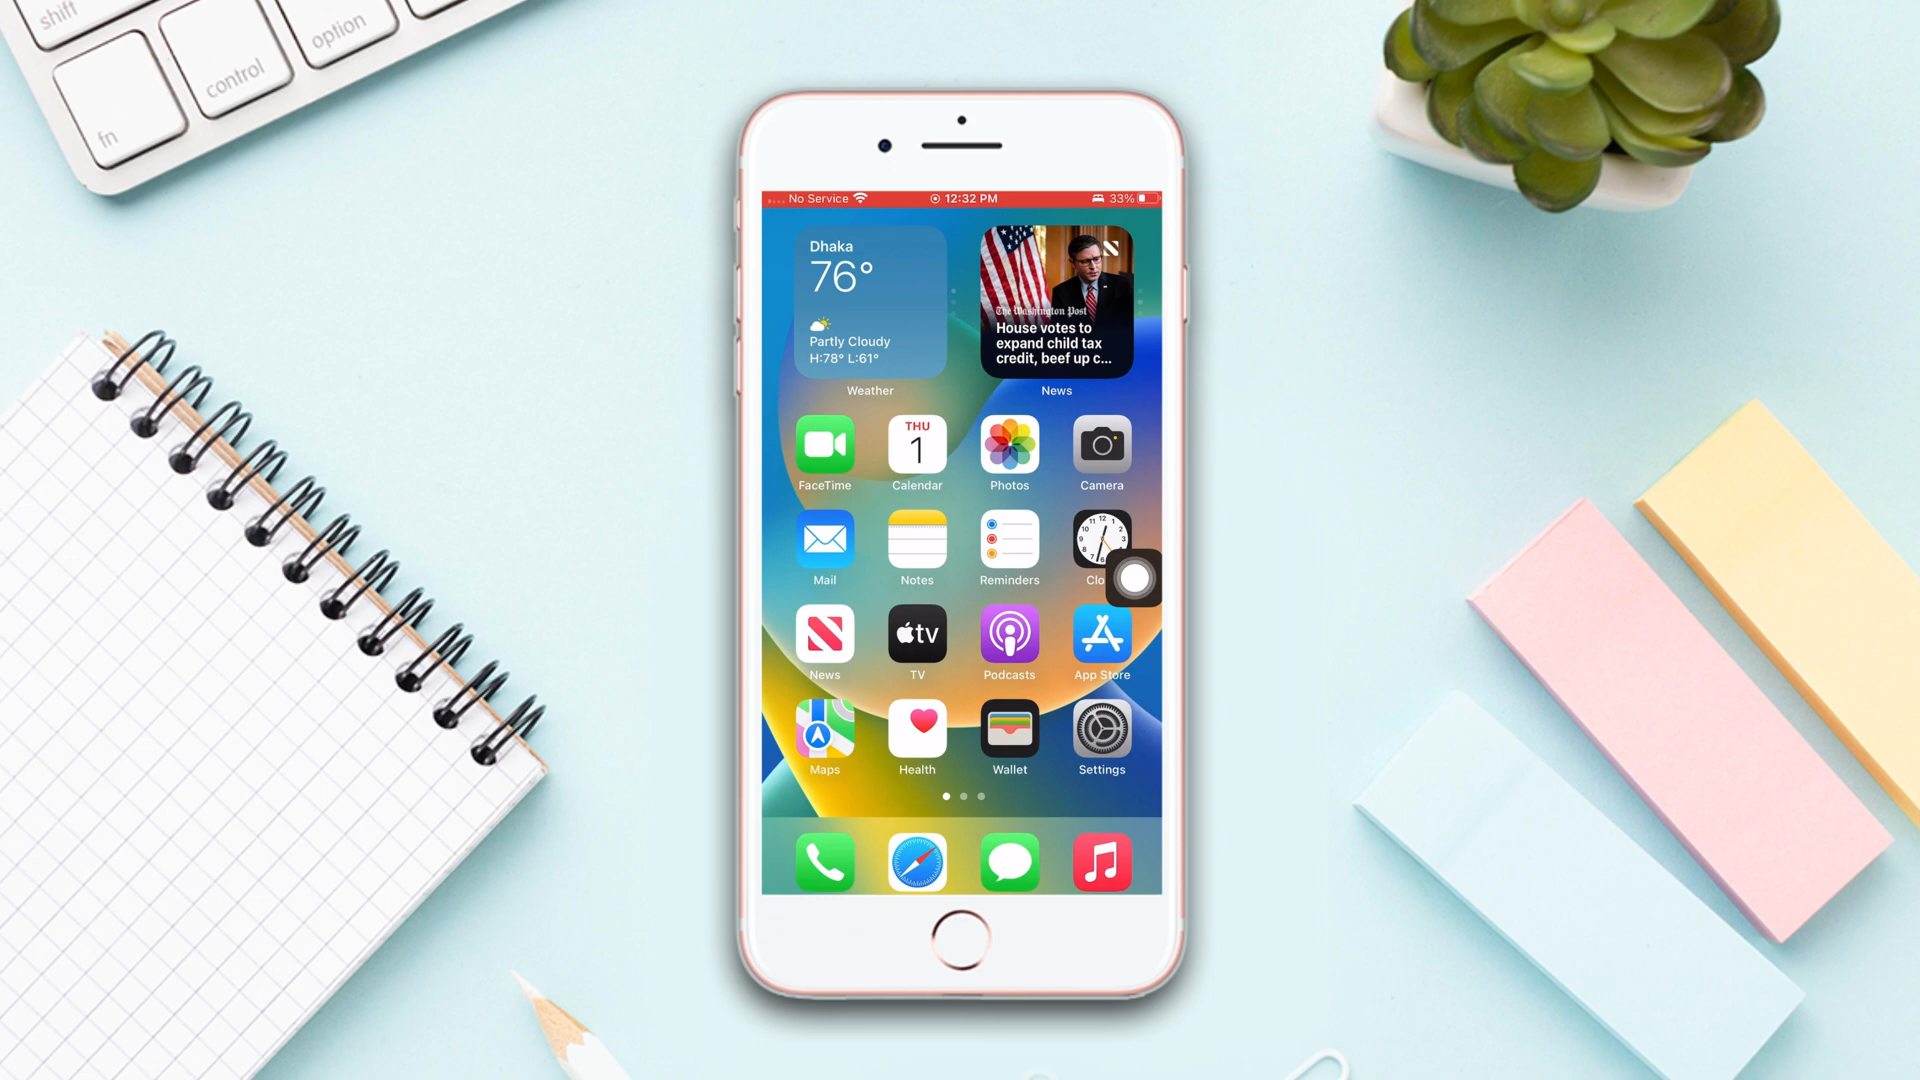 shift
control
option
fn
No Service
12:32 PM
33%
Dhaka
76°
Partly Cloudy
H:78° L:61°
Weather
The Washington Post
House votes to
expand child tax
credit, beef up c...
News
FaceTime
THU
1
Calendar
Photos
Camera
Mail
Notes
Reminders
Clo
News
tv
TV
Podcasts
App Store
Maps
Health
Wallet
Settings